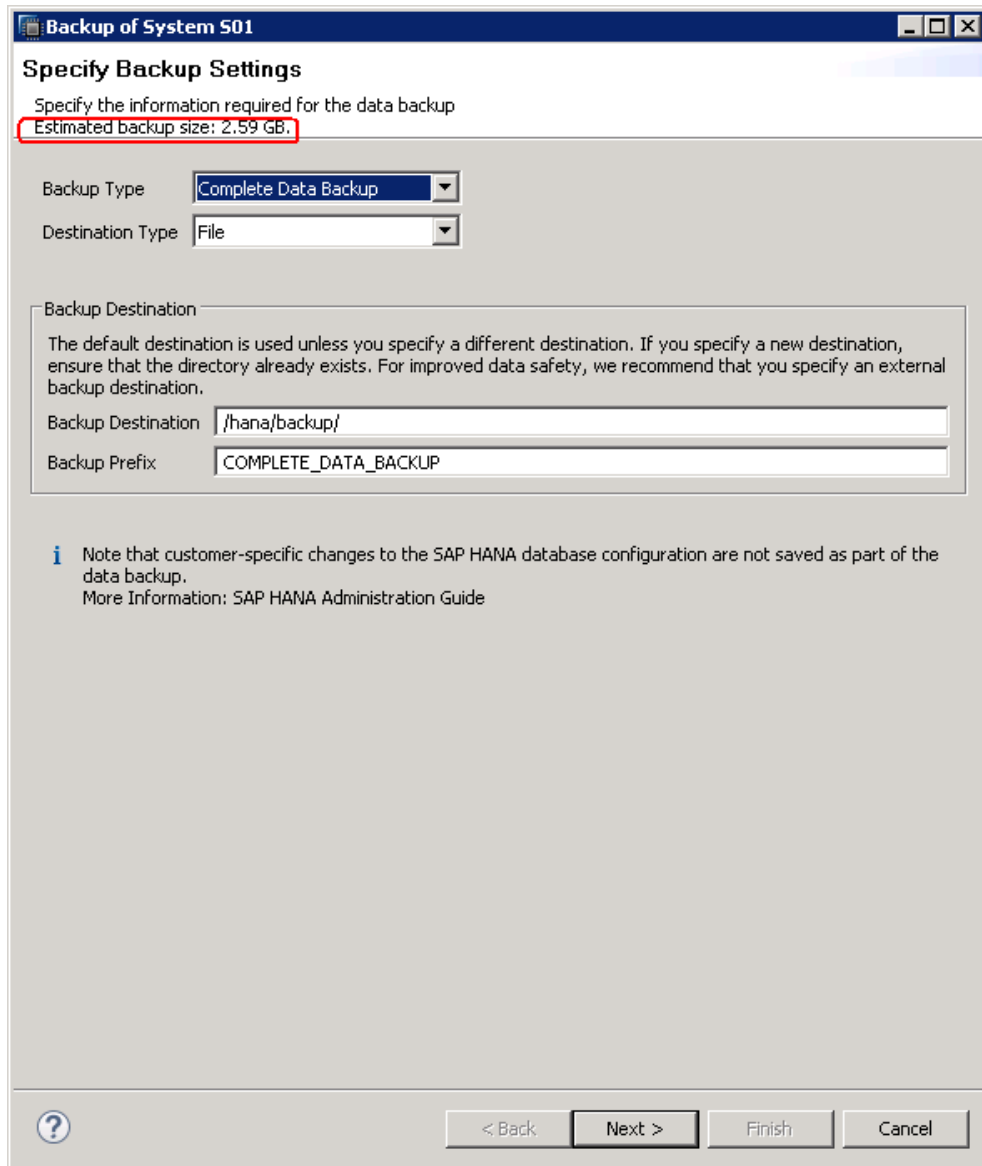 Backup of System S01
Specify Backup Settings
Specify the information required for the data backup
Estimated backup size: 2.59 GB.
Backup Type Complete Data Backup
Destination Type File
Backup Destination
The default destination is used unless you specify a different destination. If you specify a new destination,
ensure that the directory already exists. For improved data safety, we recommend that you specify an external
backup destination.
Backup Destination /hana/backup/
Backup Prefix COMPLETE_DATA_BACKUP
i Note that customer-specific changes to the SAP HANA database configuration are not saved as part of the
data backup.
More Information: SAP HANA Administration Guide
? < Back Next > Finish Cancel